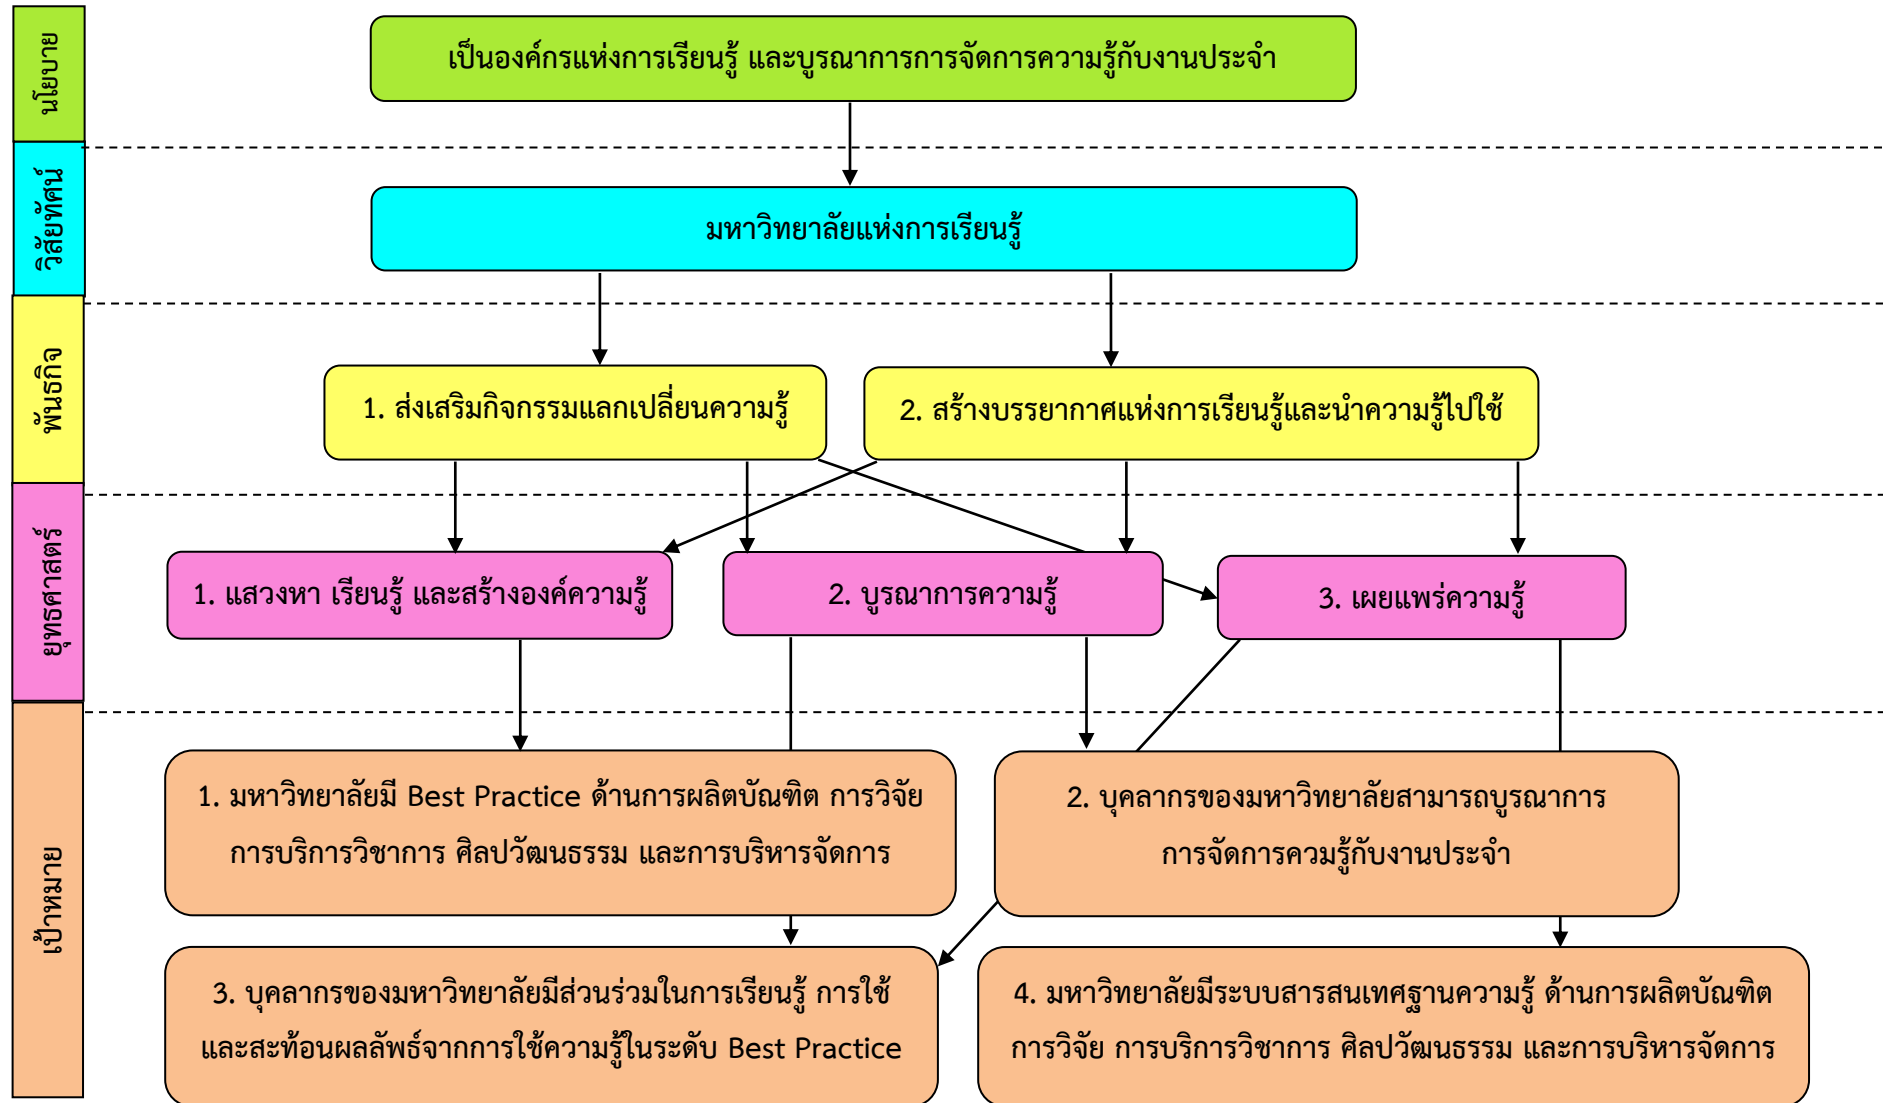 นโยบาย
เป็นองค์กรแห่งการเรียนรู้ และบูรณาการการจัดการความรู้กับงานประจำ
วิสัยทัศน์
มหาวิทยาลัยแห่งการเรียนรู้
พันธกิจ
1. ส่งเสริมกิจกรรมแลกเปลี่ยนความรู้
2. สร้างบรรยากาศแห่งการเรียนรู้และนำความรู้ไปใช้
ยุทธศาสตร์
1. แสวงหา เรียนรู้ และสร้างองค์ความรู้
2. บูรณาการความรู้
3. เผยแพร่ความรู้
เป้าหมาย
1. มหาวิทยาลัยมี Best Practice ด้านการผลิตบัณฑิต การวิจัย
การบริการวิชาการ ศิลปวัฒนธรรม และการบริหารจัดการ
2. บุคลากรของมหาวิทยาลัยสามารถบูรณาการ
การจัดการควมรู้กับงานประจำ
3. บุคลากรของมหาวิทยาลัยมีส่วนร่วมในการเรียนรู้ การใช้
และสะท้อนผลลัพธ์จากการใช้ความรู้ในระดับ Best Practice
4. มหาวิทยาลัยมีระบบสารสนเทศฐานความรู้ ด้านการผลิตบัณฑิต
การวิจัย การบริการวิชาการ ศิลปวัฒนธรรม และการบริหารจัดการ